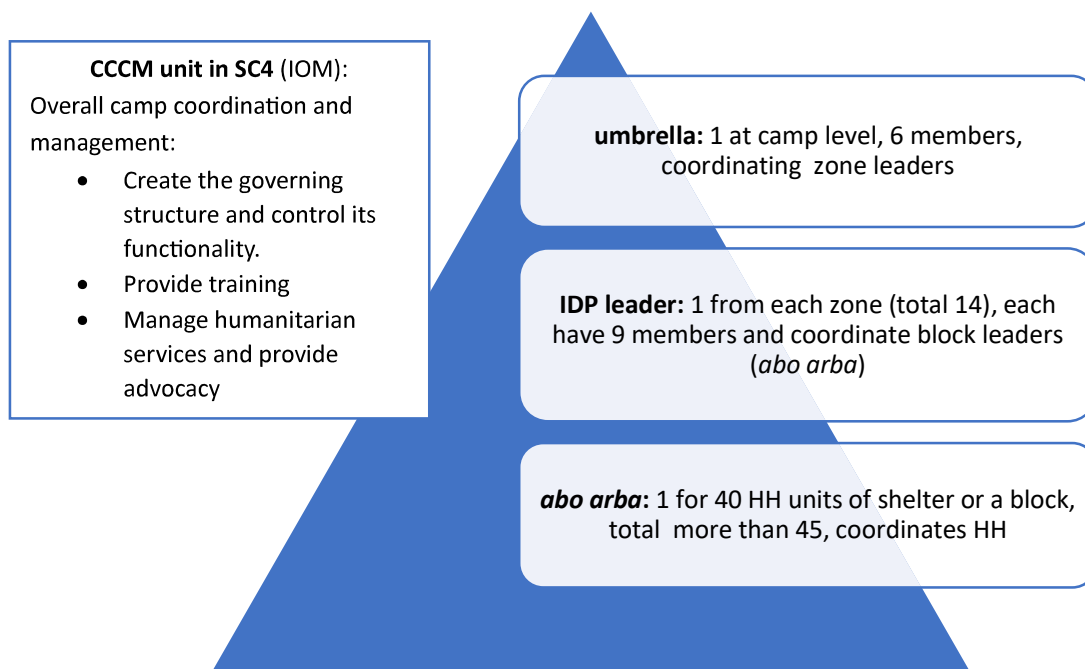 CCCM unit in SC4 (IOM):
Overall camp coordination and
management:
• Create the governing
structure and control its
functionality.
• Provide training
• Manage humanitarian
services and provide
advocacy
umbrella: 1 at camp level, 6 members,
coordinating zone leaders
IDP leader: 1 from each zone (total 14), each
have 9 members and coordinate block leaders
(abo arba)
abo arba: 1 for 40 HH units of shelter or a block,
total more than 45, coordinates HH